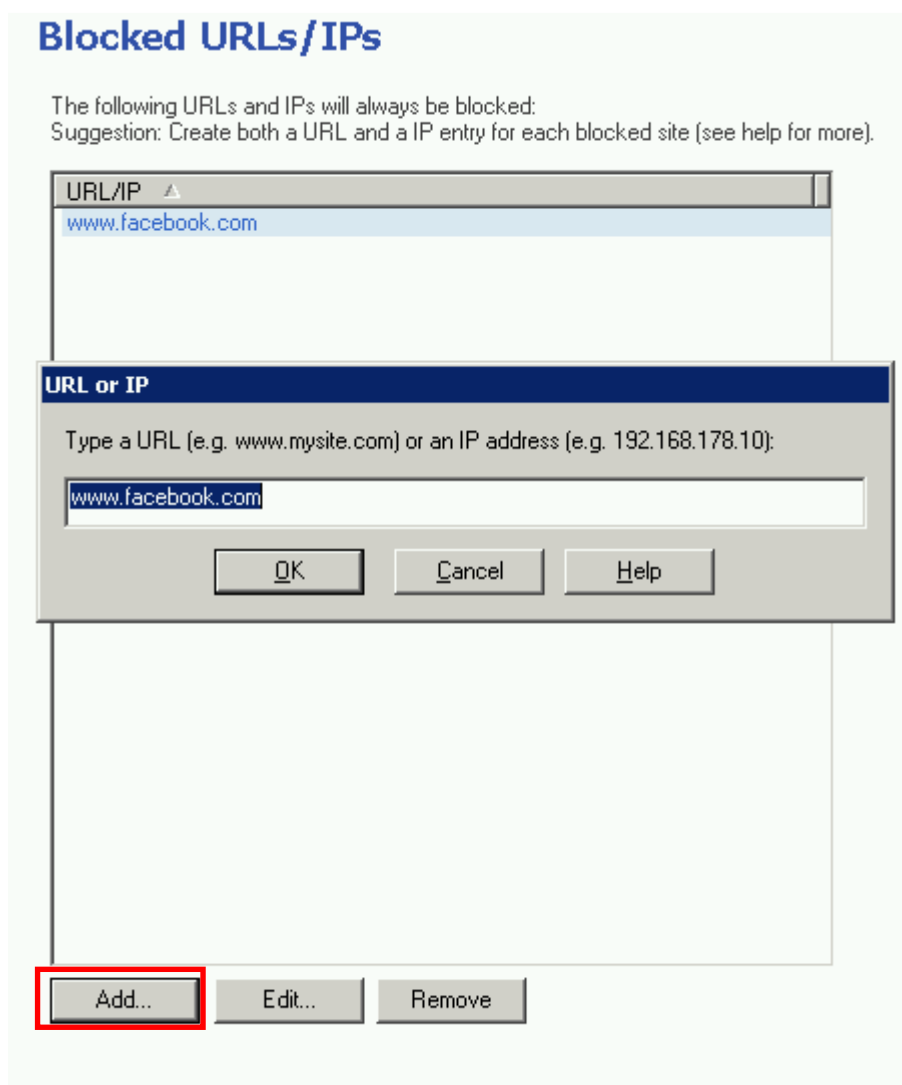 Blocked URLs/IPs
The following URLs and IPs will always be blocked:
Suggestion: Create both a URL and a IP entry for each blocked site (see help for more).
URL/IP
www.facebook.com
URL or IP
Type a URL (e.g. www.mysite.com) or an IP address (e.g. 192.168.178.10):
www.facebook.com
OK Cancel Help
Add... Edit... Remove